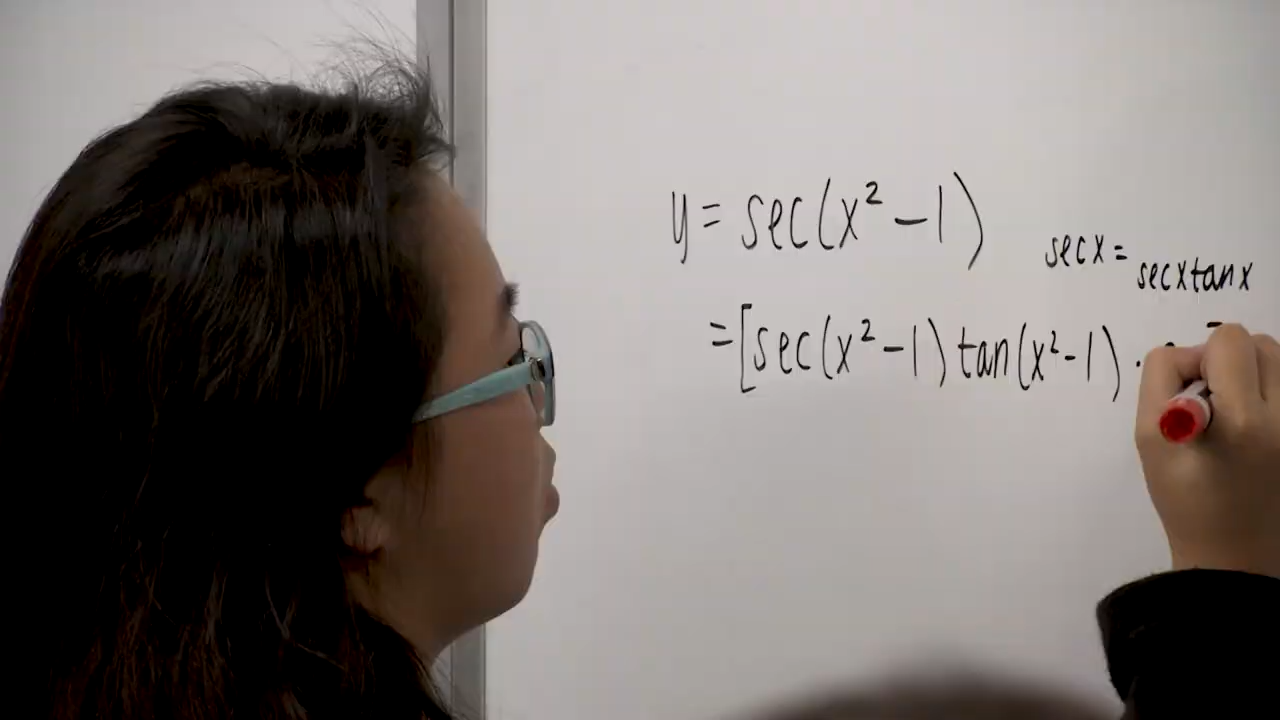 y = sec(x² - 1)
sec x =
sec x tan x
= [sec(x² - 1) tan(x² - 1) ·